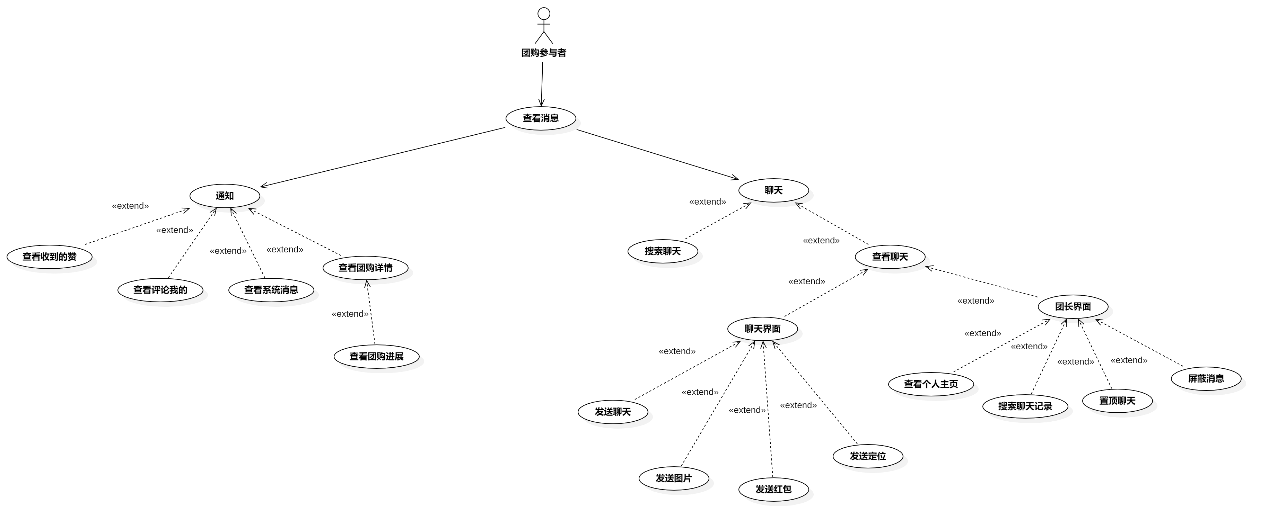 团购参与者
查看消息
通知
聊天
«extend»
«extend»
«extend»
«extend»
«extend»
«extend»
查看收到的赞
查看评论我的
查看系统消息
查看团购详情
搜索聊天
查看聊天
«extend»
查看团购进展
«extend»
«extend»
聊天界面
团长界面
«extend»
«extend»
«extend»
«extend»
«extend»
«extend»
«extend»
«extend»
查看个人主页
搜索聊天记录
置顶聊天
屏蔽消息
发送聊天
发送图片
发送红包
发送定位